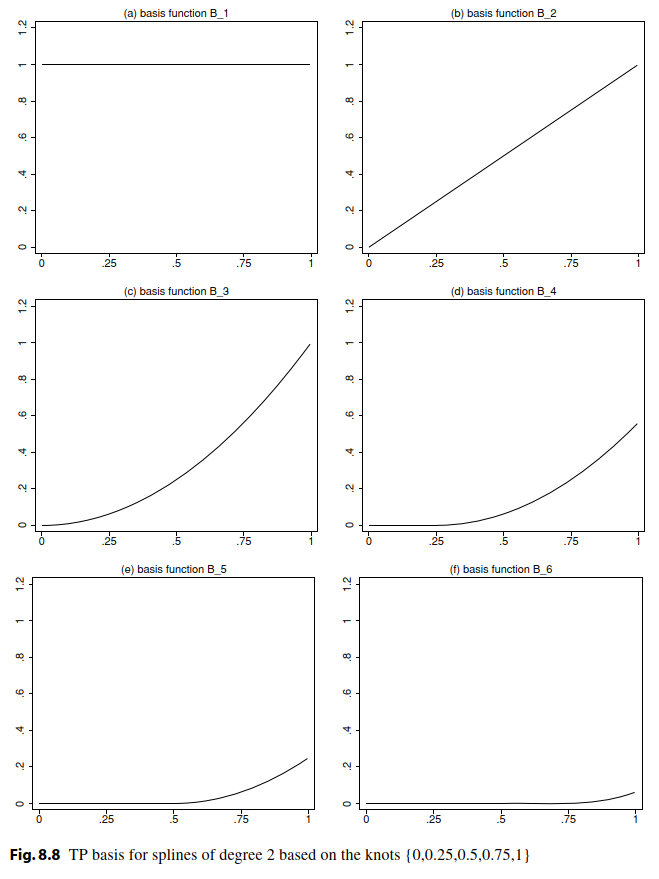 (a) basis function B_1
(b) basis function B_2
0 .2 .4 .6 .8 1 1.2
0 .25 .5 .75 1
0 .2 .4 .6 .8 1 1.2
0 .25 .5 .75 1
(c) basis function B_3
(d) basis function B_4
0 .2 .4 .6 .8 1 1.2
0 .25 .5 .75 1
0 .2 .4 .6 .8 1 1.2
0 .25 .5 .75 1
(e) basis function B_5
(f) basis function B_6
0 .2 .4 .6 .8 1 1.2
0 .25 .5 .75 1
0 .2 .4 .6 .8 1 1.2
0 .25 .5 .75 1
Fig. 8.8 TP basis for splines of degree 2 based on the knots {0,0.25,0.5,0.75,1}